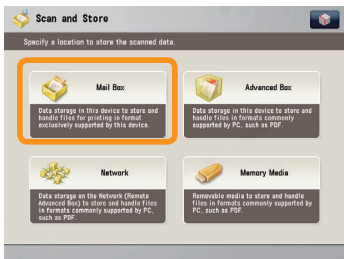 Scan and Store
Specify a location to store the scanned data.
Mail Box
Data storage in this device to store and
handle files for printing in format
exclusively supported by this device.
Advanced Box
Data storage in this device to store and
handle files in formats commonly
supported by PC, such as PDF.
Network
Data storage on the Network (Remote
Advanced Box) to store and handle files
in formats commonly supported by PC,
such as PDF.
Memory Media
Removable media to store and handle
files in formats commonly supported by
PC, such as PDF.